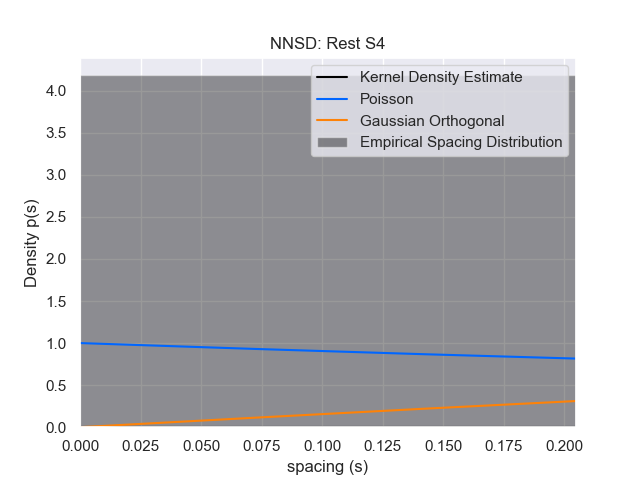 NNSD: Rest S4
Kernel Density Estimate
Poisson
Gaussian Orthogonal
Empirical Spacing Distribution
Density p(s)
4.0
3.5
3.0
2.5
2.0
1.5
1.0
0.5
0.0
0.000 0.025 0.050 0.075 0.100 0.125 0.150 0.175 0.200
spacing (s)